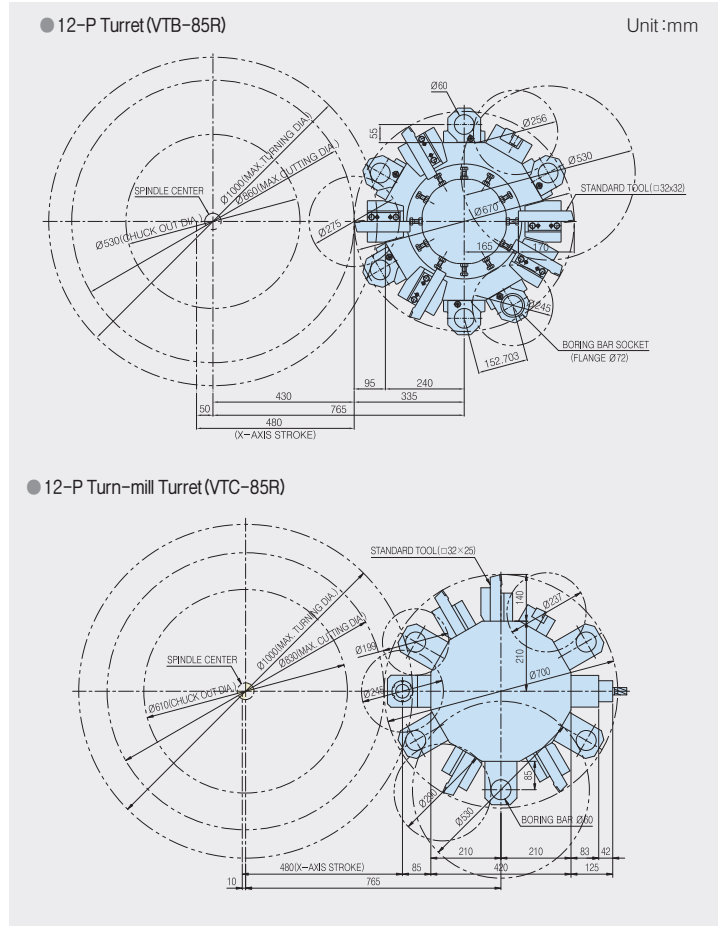 12-P Turret(VTB-85R)
Unit:mm
Ø60
55
Ø256
Ø1000(MAX.TURNING DIA.)
Ø860(MAX.CUTTING DIA.)
Ø530
SPINDLE CENTER
STANDARD TOOL(□32x32)
Ø670
Ø275
Ø530(CHUCK OUT DIA.)
165
170
Ø245
BORING BAR SOCKET
(FLANGE Ø72)
152.703
95
240
430
335
50
765
480
(X-AXIS STROKE)
12-P Turn-mill Turret(VTC-85R)
STANDARD TOOL(□32×25)
140
Ø237
Ø1000(MAX. TURNING DIA.)
Ø830(MAX. CUTTING DIA.)
Ø199
210
SPINDLE CENTER
Ø700
Ø610(CHUCK OUT DIA.)
85
Ø290
Ø530
BORING BAR Ø60
210
210
83
42
480(X-AXIS STROKE)
85
420
125
10
765